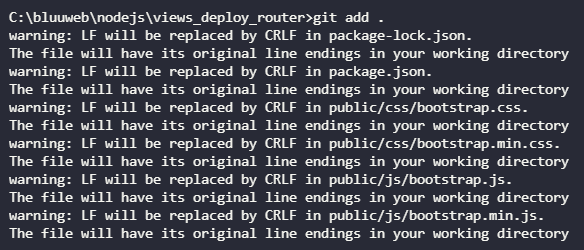 C:\bluuweb\nodejs\views_deploy_router>git add .
warning: LF will be replaced by CRLF in package-lock.json.
The file will have its original line endings in your working directory
warning: LF will be replaced by CRLF in package.json.
The file will have its original line endings in your working directory
warning: LF will be replaced by CRLF in public/css/bootstrap.css.
The file will have its original line endings in your working directory
warning: LF will be replaced by CRLF in public/css/bootstrap.min.css.
The file will have its original line endings in your working directory
warning: LF will be replaced by CRLF in public/js/bootstrap.js.
The file will have its original line endings in your working directory
warning: LF will be replaced by CRLF in public/js/bootstrap.min.js.
The file will have its original line endings in your working directory